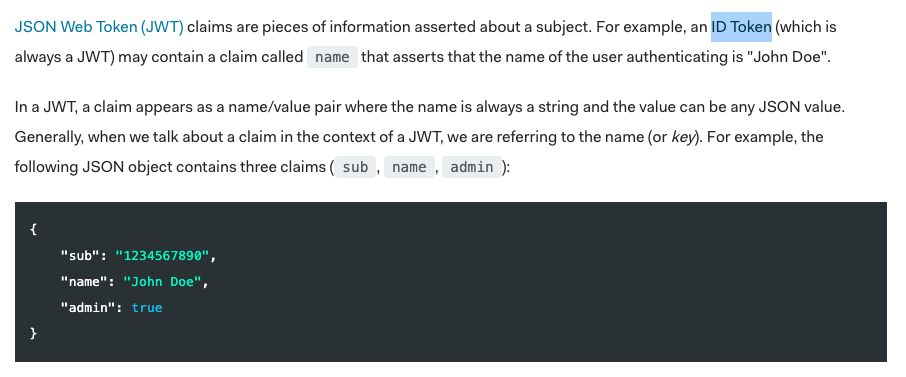 JSON Web Token (JWT) claims are pieces of information asserted about a subject. For example, an ID Token (which is
always a JWT) may contain a claim called name that asserts that the name of the user authenticating is "John Doe".
In a JWT, a claim appears as a name/value pair where the name is always a string and the value can be any JSON value.
Generally, when we talk about a claim in the context of a JWT, we are referring to the name (or key). For example, the
following JSON object contains three claims ( sub , name , admin ):
{
"sub": "1234567890",
"name": "John Doe",
"admin": true
}